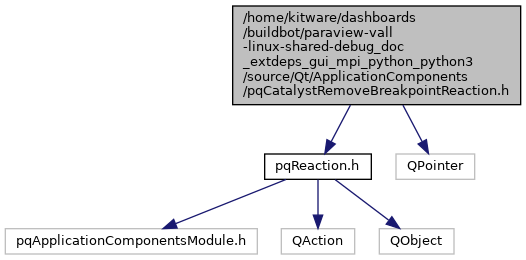 /home/kitware/dashboards
/buildbot/paraview-vall
-linux-shared-debug_doc
_extdeps_gui_mpi_python_python3
/source/Qt/ApplicationComponents
/pqCatalystRemoveBreakpointReaction.h
pqReaction.h
QPointer
pqApplicationComponentsModule.h
QAction
QObject